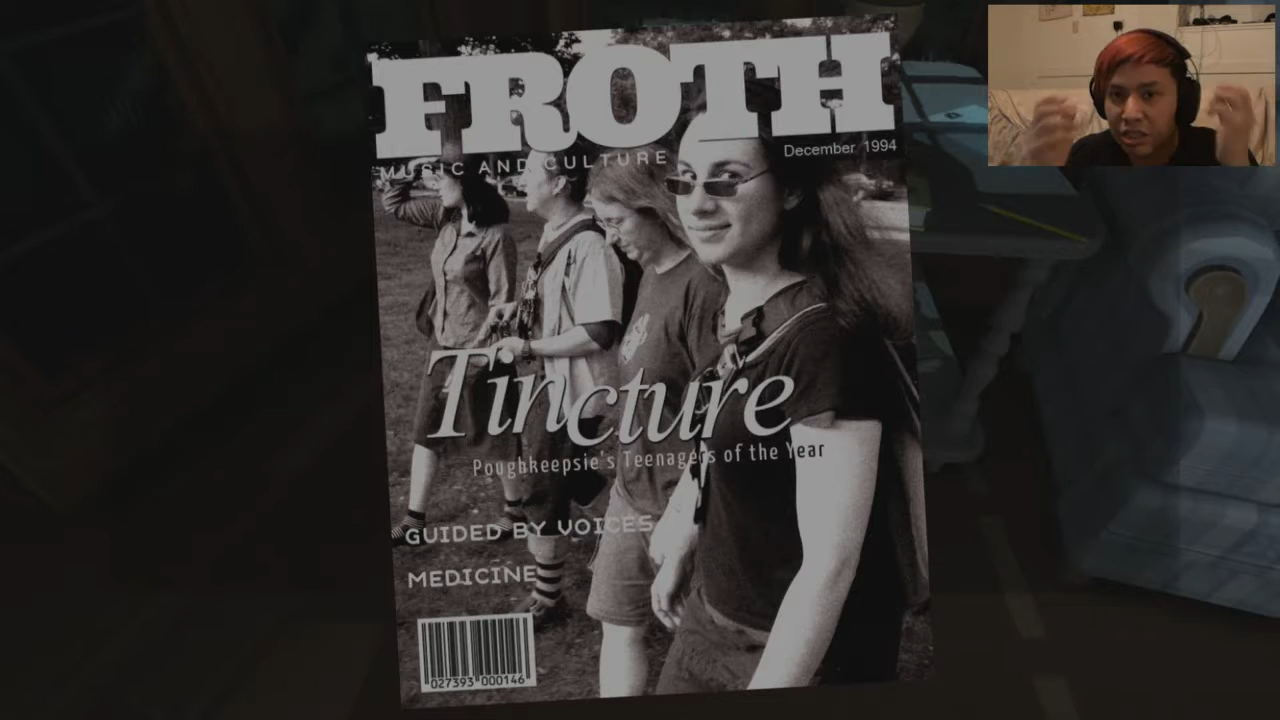 FROTH
MUSIC AND CULTURE
December 1994
Tincture
Poughkeepsie's Teenagers of the Year
GUIDED BY VOICES
MEDICINE
027393 000146